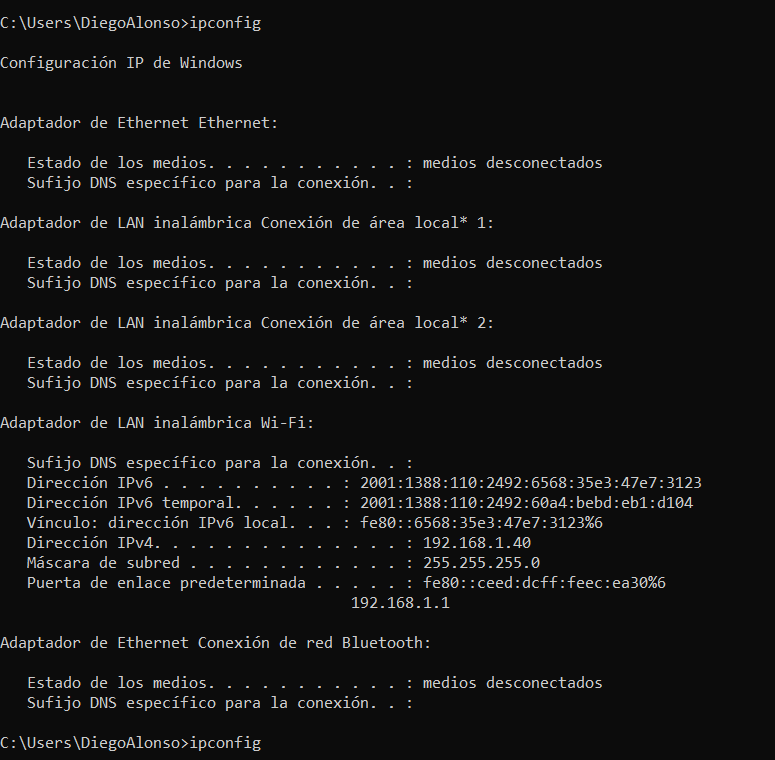 C:\Users\DiegoAlonso>ipconfig
Configuración IP de Windows
Adaptador de Ethernet Ethernet:
Estado de los medios. . . . . . . . . . . : medios desconectados
Sufijo DNS específico para la conexión. . :
Adaptador de LAN inalámbrica Conexión de área local* 1:
Estado de los medios. . . . . . . . . . . : medios desconectados
Sufijo DNS específico para la conexión. . :
Adaptador de LAN inalámbrica Conexión de área local* 2:
Estado de los medios. . . . . . . . . . . : medios desconectados
Sufijo DNS específico para la conexión. . :
Adaptador de LAN inalámbrica Wi-Fi:
Sufijo DNS específico para la conexión. . :
Dirección IPv6 . . . . . . . . . . : 2001:1388:110:2492:6568:35e3:47e7:3123
Dirección IPv6 temporal. . . . . . : 2001:1388:110:2492:60a4:bebd:eb1:d104
Vínculo: dirección IPv6 local. . . : fe80::6568:35e3:47e7:3123%6
Dirección IPv4. . . . . . . . . . . . . . : 192.168.1.40
Máscara de subred . . . . . . . . . . . . : 255.255.255.0
Puerta de enlace predeterminada . . . . . : fe80::ceed:dcff:feec:ea30%6
192.168.1.1
Adaptador de Ethernet Conexión de red Bluetooth:
Estado de los medios. . . . . . . . . . . : medios desconectados
Sufijo DNS específico para la conexión. . :
C:\Users\DiegoAlonso>ipconfig